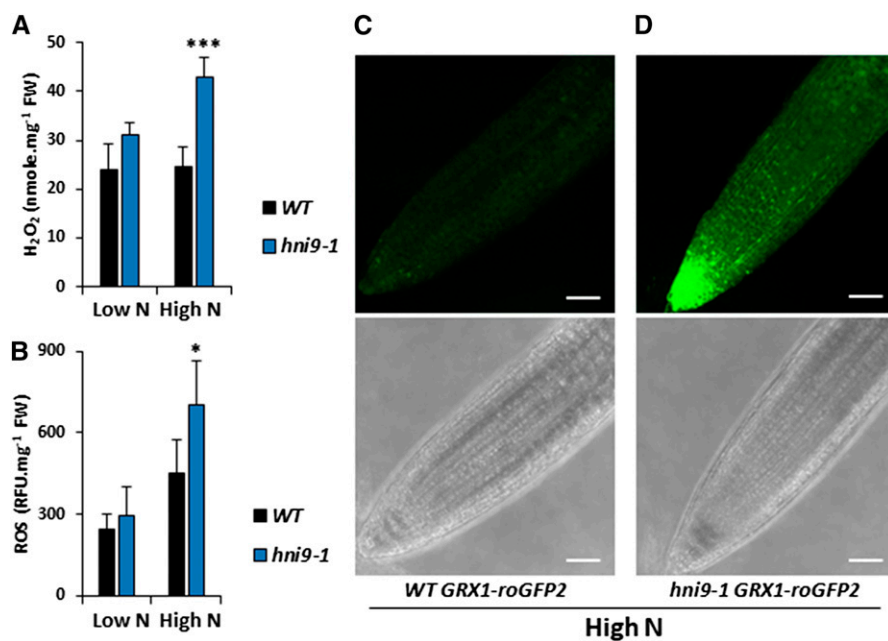 A
50
***
40
30
20
10
0
H₂O₂ (nmole.mg⁻¹ FW)
Low N High N
WT
hni9-1
B
900
*
600
300
0
ROS (RFU.mg⁻¹ FW)
Low N High N
WT
hni9-1
C
D
WT GRX1-roGFP2
hni9-1 GRX1-roGFP2
High N